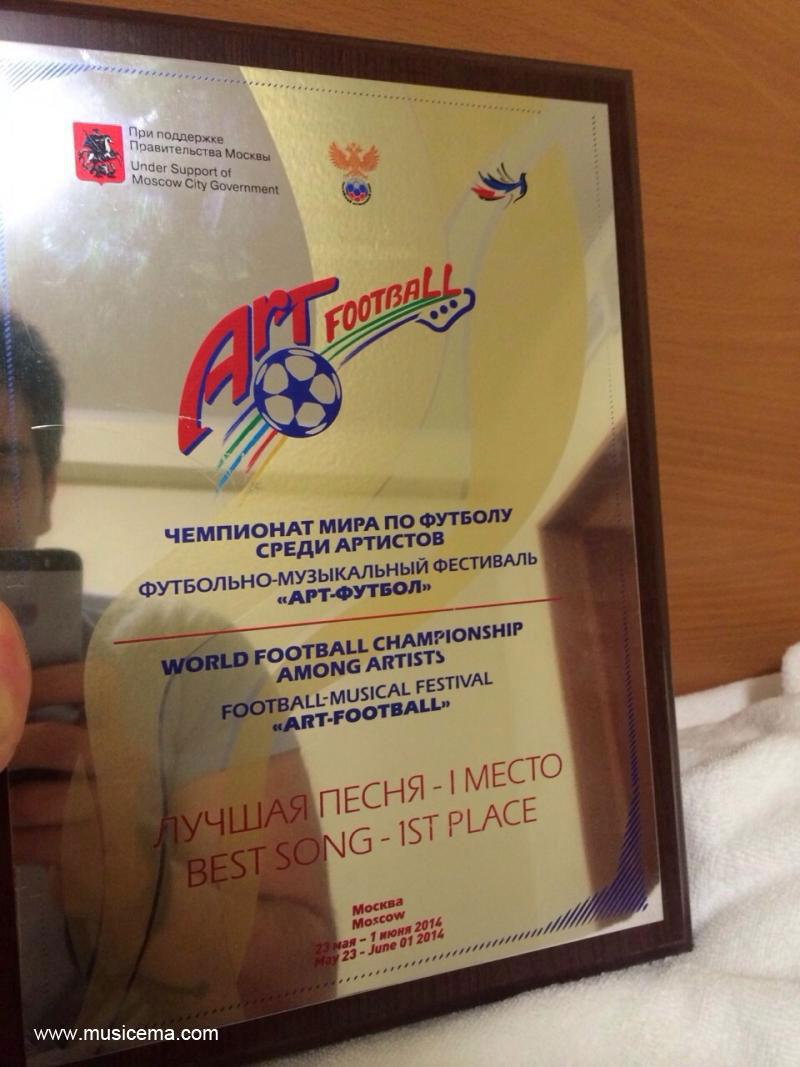 При поддержке
Правительства Москвы
Under Support of
Moscow City Government
Art FOOTBALL
ЧЕМПИОНАТ МИРА ПО ФУТБОЛУ
СРЕДИ АРТИСТОВ
ФУТБОЛЬНО-МУЗЫКАЛЬНЫЙ ФЕСТИВАЛЬ
«АРТ-ФУТБОЛ»
WORLD FOOTBALL CHAMPIONSHIP
AMONG ARTISTS
FOOTBALL-MUSICAL FESTIVAL
«ART-FOOTBALL»
ЛУЧШАЯ ПЕСНЯ - I МЕСТО
BEST SONG - 1ST PLACE
Москва
Moscow
23 мая - 1 июня 2014
May 23 - June 01 2014
www.musicema.com